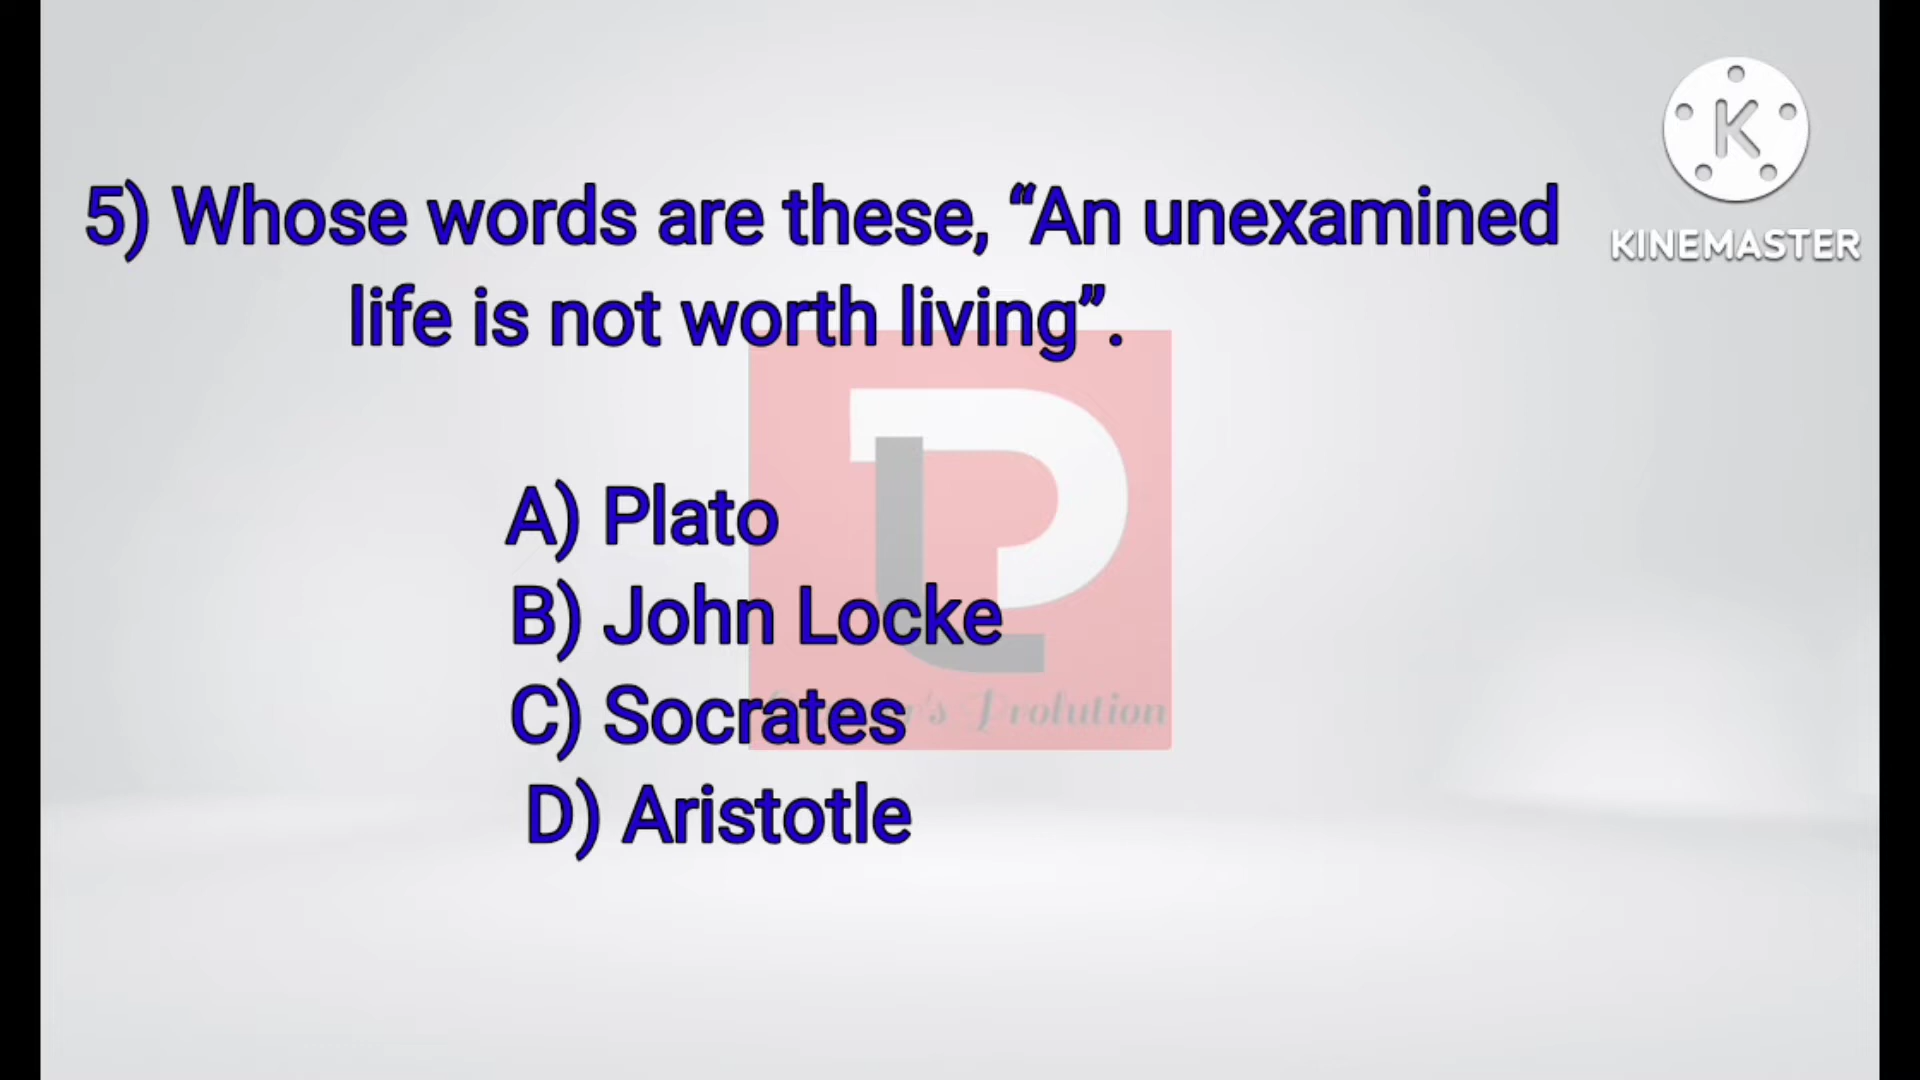 5) Whose words are these, “An unexamined
life is not worth living”.
A) Plato
B) John Locke
C) Socrates
D) Aristotle
KINEMASTER